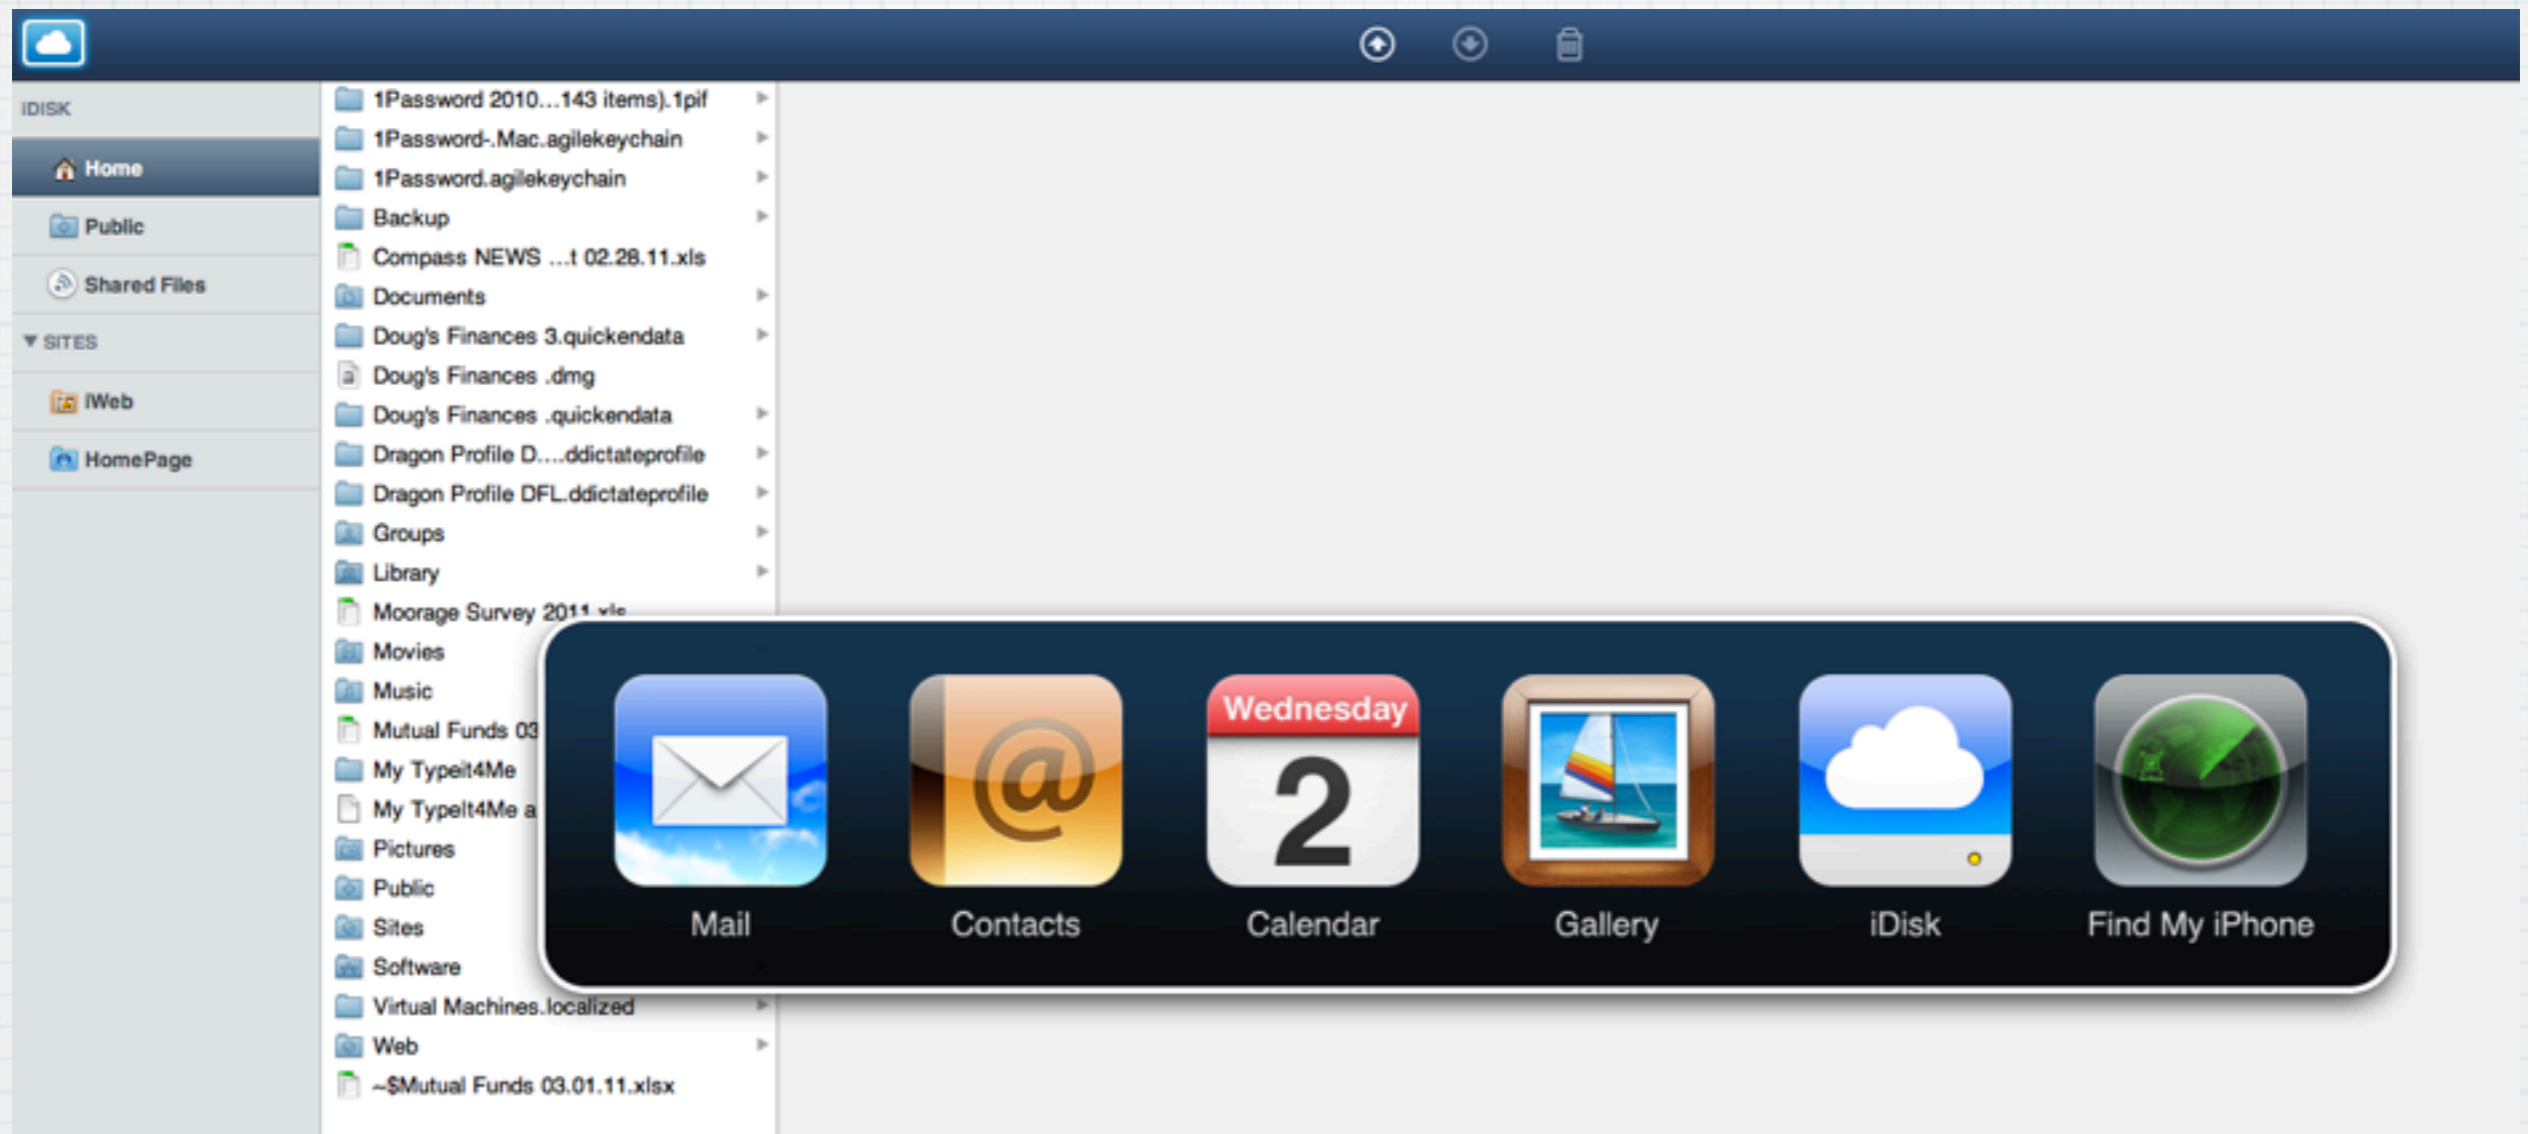 iDISK
Home
Public
Shared Files
SITES
iWeb
HomePage
1Password 2010...143 items).1pif
1Password-.Mac.agilekeychain
1Password.agilekeychain
Backup
Compass NEWS ...t 02.28.11.xls
Documents
Doug's Finances 3.quickendata
Doug's Finances .dmg
Doug's Finances .quickendata
Dragon Profile D....ddictateprofile
Dragon Profile DFL.ddictateprofile
Groups
Library
Moorage Survey 2011.xls
Movies
Music
Mutual Funds 03
My Typeit4Me
My TypeIt4Me a
Pictures
Public
Sites
Software
Virtual Machines.localized
Web
~$Mutual Funds 03.01.11.xlsx
Wednesday
2
@
Mail Contacts Calendar Gallery iDisk Find My iPhone